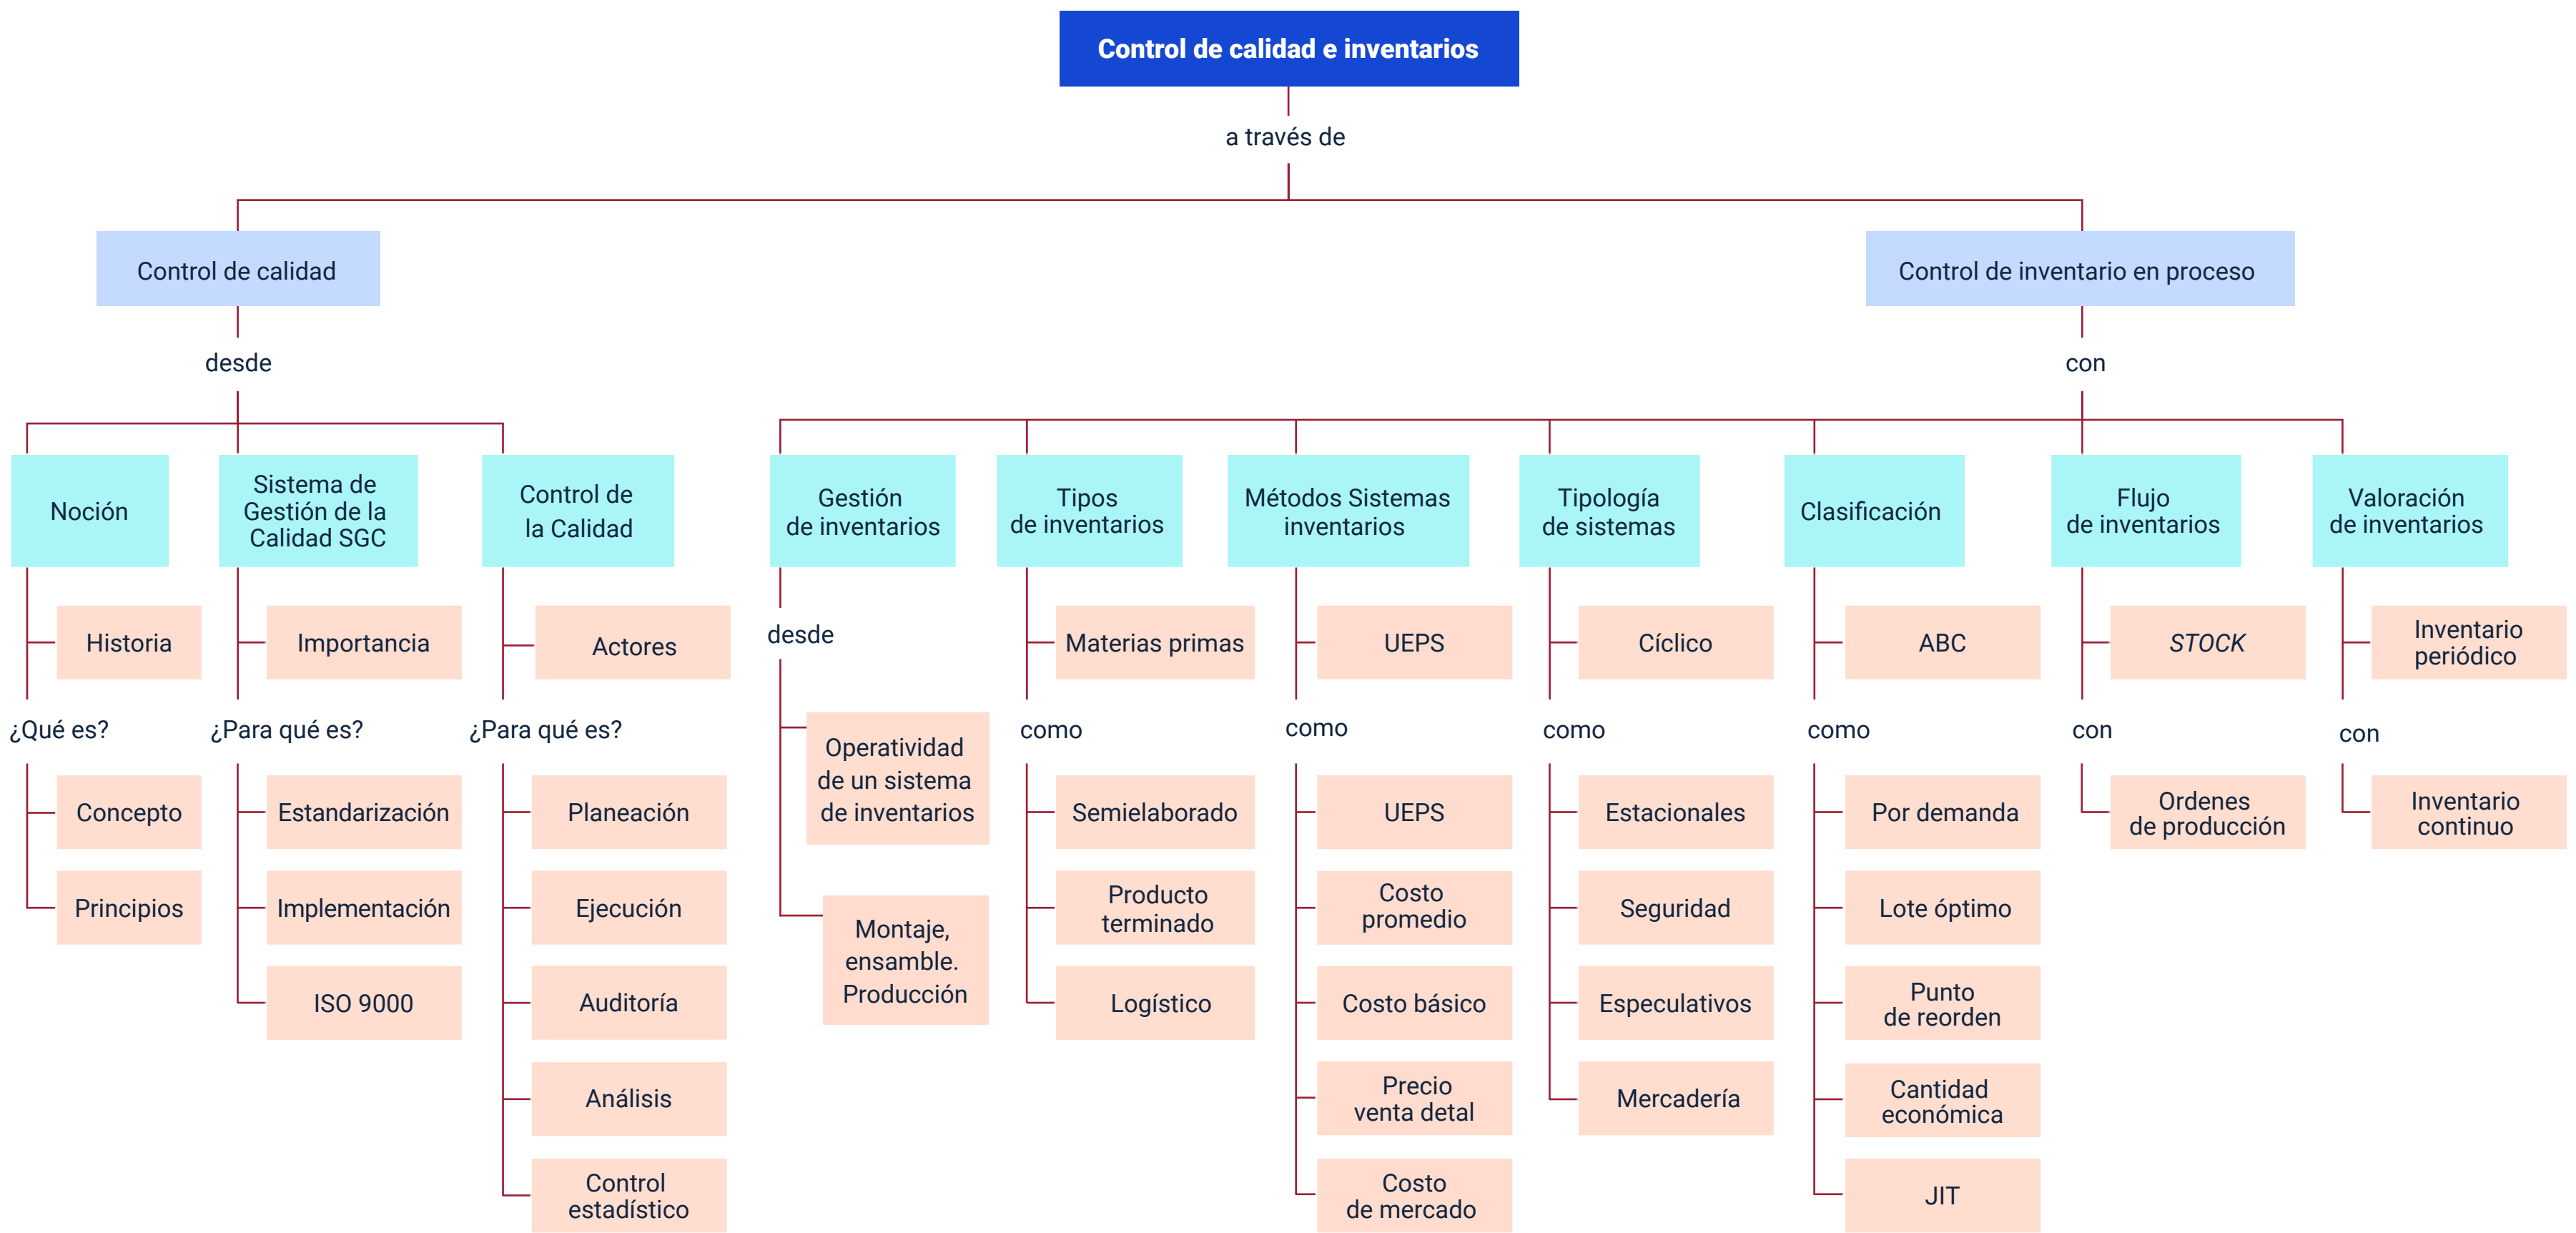 Control de calidad e inventarios
a través de
Control de calidad
Control de inventario en proceso
desde
con
Noción
Sistema de
Gestión de la
Calidad SGC
Control de
la Calidad
Gestión
de inventarios
Tipos
de inventarios
Métodos Sistemas
inventarios
Tipología
de sistemas
Clasificación
Flujo
de inventarios
Valoración
de inventarios
Historia
¿Qué es?
Concepto
Principios
Importancia
¿Para qué es?
Estandarización
Implementación
ISO 9000
Actores
¿Para qué es?
Planeación
Ejecución
Auditoría
Análisis
Control
estadístico
desde
Operatividad
de un sistema
de inventarios
Montaje,
ensamble.
Producción
Materias primas
como
Semielaborado
Producto
terminado
Logístico
UEPS
como
UEPS
Costo
promedio
Costo básico
Precio
venta detal
Costo
de mercado
Cíclico
como
Estacionales
Seguridad
Especulativos
Mercadería
ABC
como
Por demanda
Lote óptimo
Punto
de reorden
Cantidad
económica
JIT
STOCK
con
Ordenes
de producción
Inventario
periódico
con
Inventario
continuo